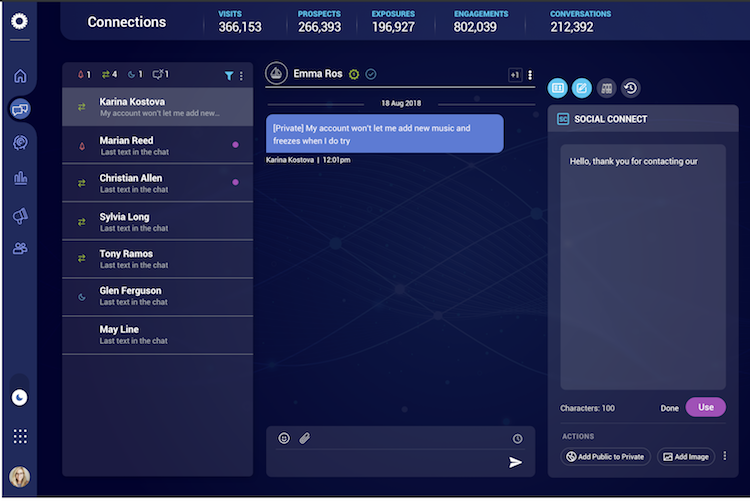 Connections
VISITS
366,153
PROSPECTS
266,393
EXPOSURES
196,927
ENGAGEMENTS
802,039
CONVERSATIONS
212,392
1 4 1 1
Karina Kostova
My account won't let me add new...
Marian Reed
Last text in the chat
Christian Allen
Last text in the chat
Sylvia Long
Last text in the chat
Tony Ramos
Last text in the chat
Glen Ferguson
Last text in the chat
May Line
Last text in the chat
Emma Ros
+1
18 Aug 2018
[Private] My account won't let me add new music and
freezes when I do try
Karina Kostova | 12:01pm
SC SOCIAL CONNECT
Hello, thank you for contacting our
Characters: 100
Done
Use
ACTIONS
Add Public to Private
Add Image